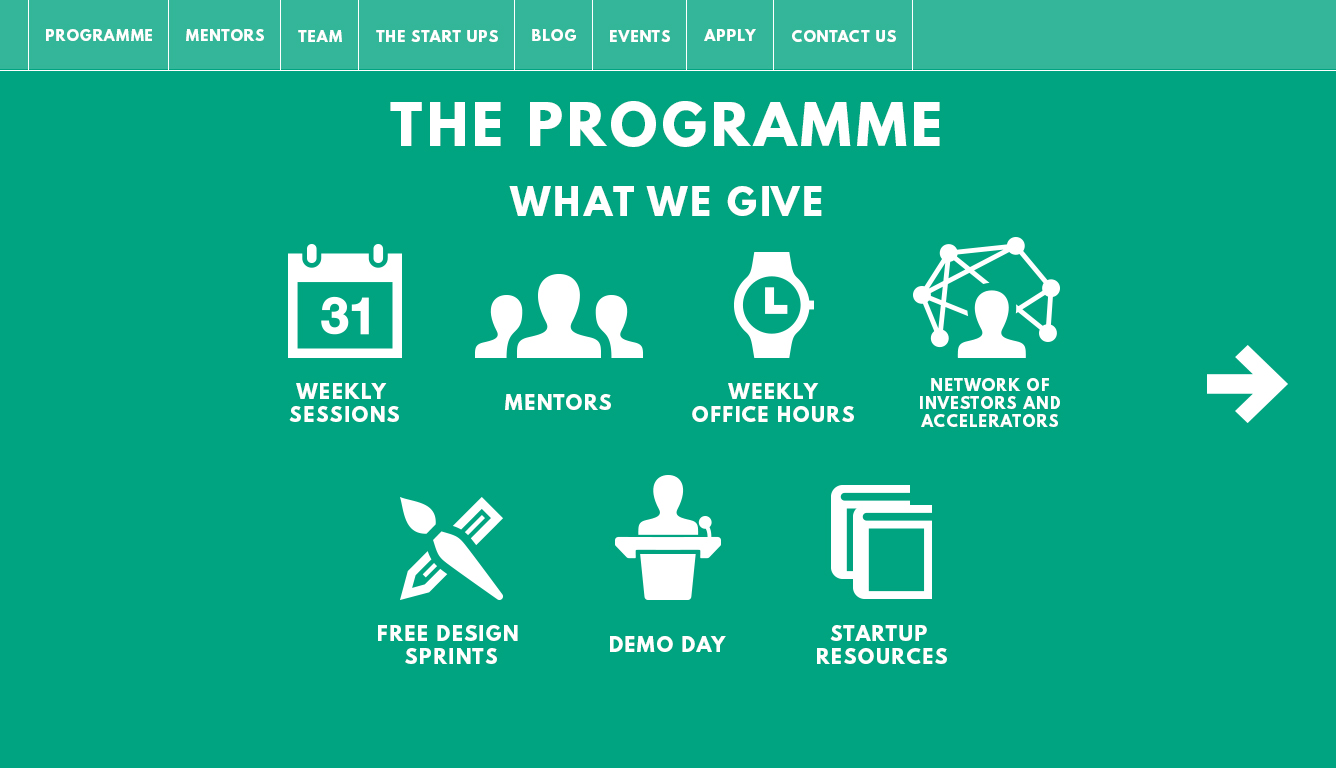 PROGRAMME MENTORS TEAM THE START UPS BLOG EVENTS APPLY CONTACT US
THE PROGRAMME
WHAT WE GIVE
31
WEEKLY
SESSIONS
MENTORS
WEEKLY
OFFICE HOURS
NETWORK OF
INVESTORS AND
ACCELERATORS
FREE DESIGN
SPRINTS
DEMO DAY
STARTUP
RESOURCES